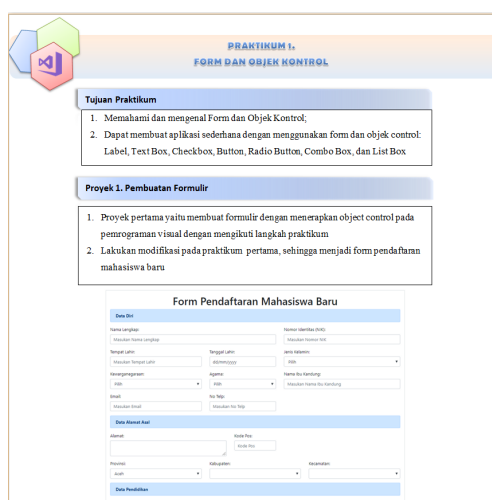 PRAKTIKUM 1.
FORM DAN OBJEK KONTROL
Tujuan Praktikum
1. Memahami dan mengenal Form dan Objek Kontrol;
2. Dapat membuat aplikasi sederhana dengan menggunakan form dan objek control:
Label, Text Box, Checkbox, Button, Radio Button, Combo Box, dan List Box
Proyek 1. Pembuatan Formulir
1. Proyek pertama yaitu membuat formulir dengan menerapkan object control pada
pemrograman visual dengan mengikuti langkah praktikum
2. Lakukan modifikasi pada praktikum pertama, sehingga menjadi form pendaftaran
mahasiswa baru
Form Pendaftaran Mahasiswa Baru
Data Diri
Nama Lengkap: Nomor Identitas (NIK):
Masukan Nama Lengkap Masukan Nomor NIK
Tempat Lahir: Tanggal Lahir: Jenis Kelamin:
Masukan Tempat Lahir dd/mm/yyyy Pilih
Kewarganegaraan: Agama: Nama Ibu Kandung:
Pilih Pilih Masukan Nama Ibu Kandung
Email: No Telp:
Masukan Email Masukan No Telp
Data Alamat Asal
Alamat: Kode Pos:
Kode Pos
Provinsi: Kabupaten: Kecamatan:
Aceh
Data Pendidikan